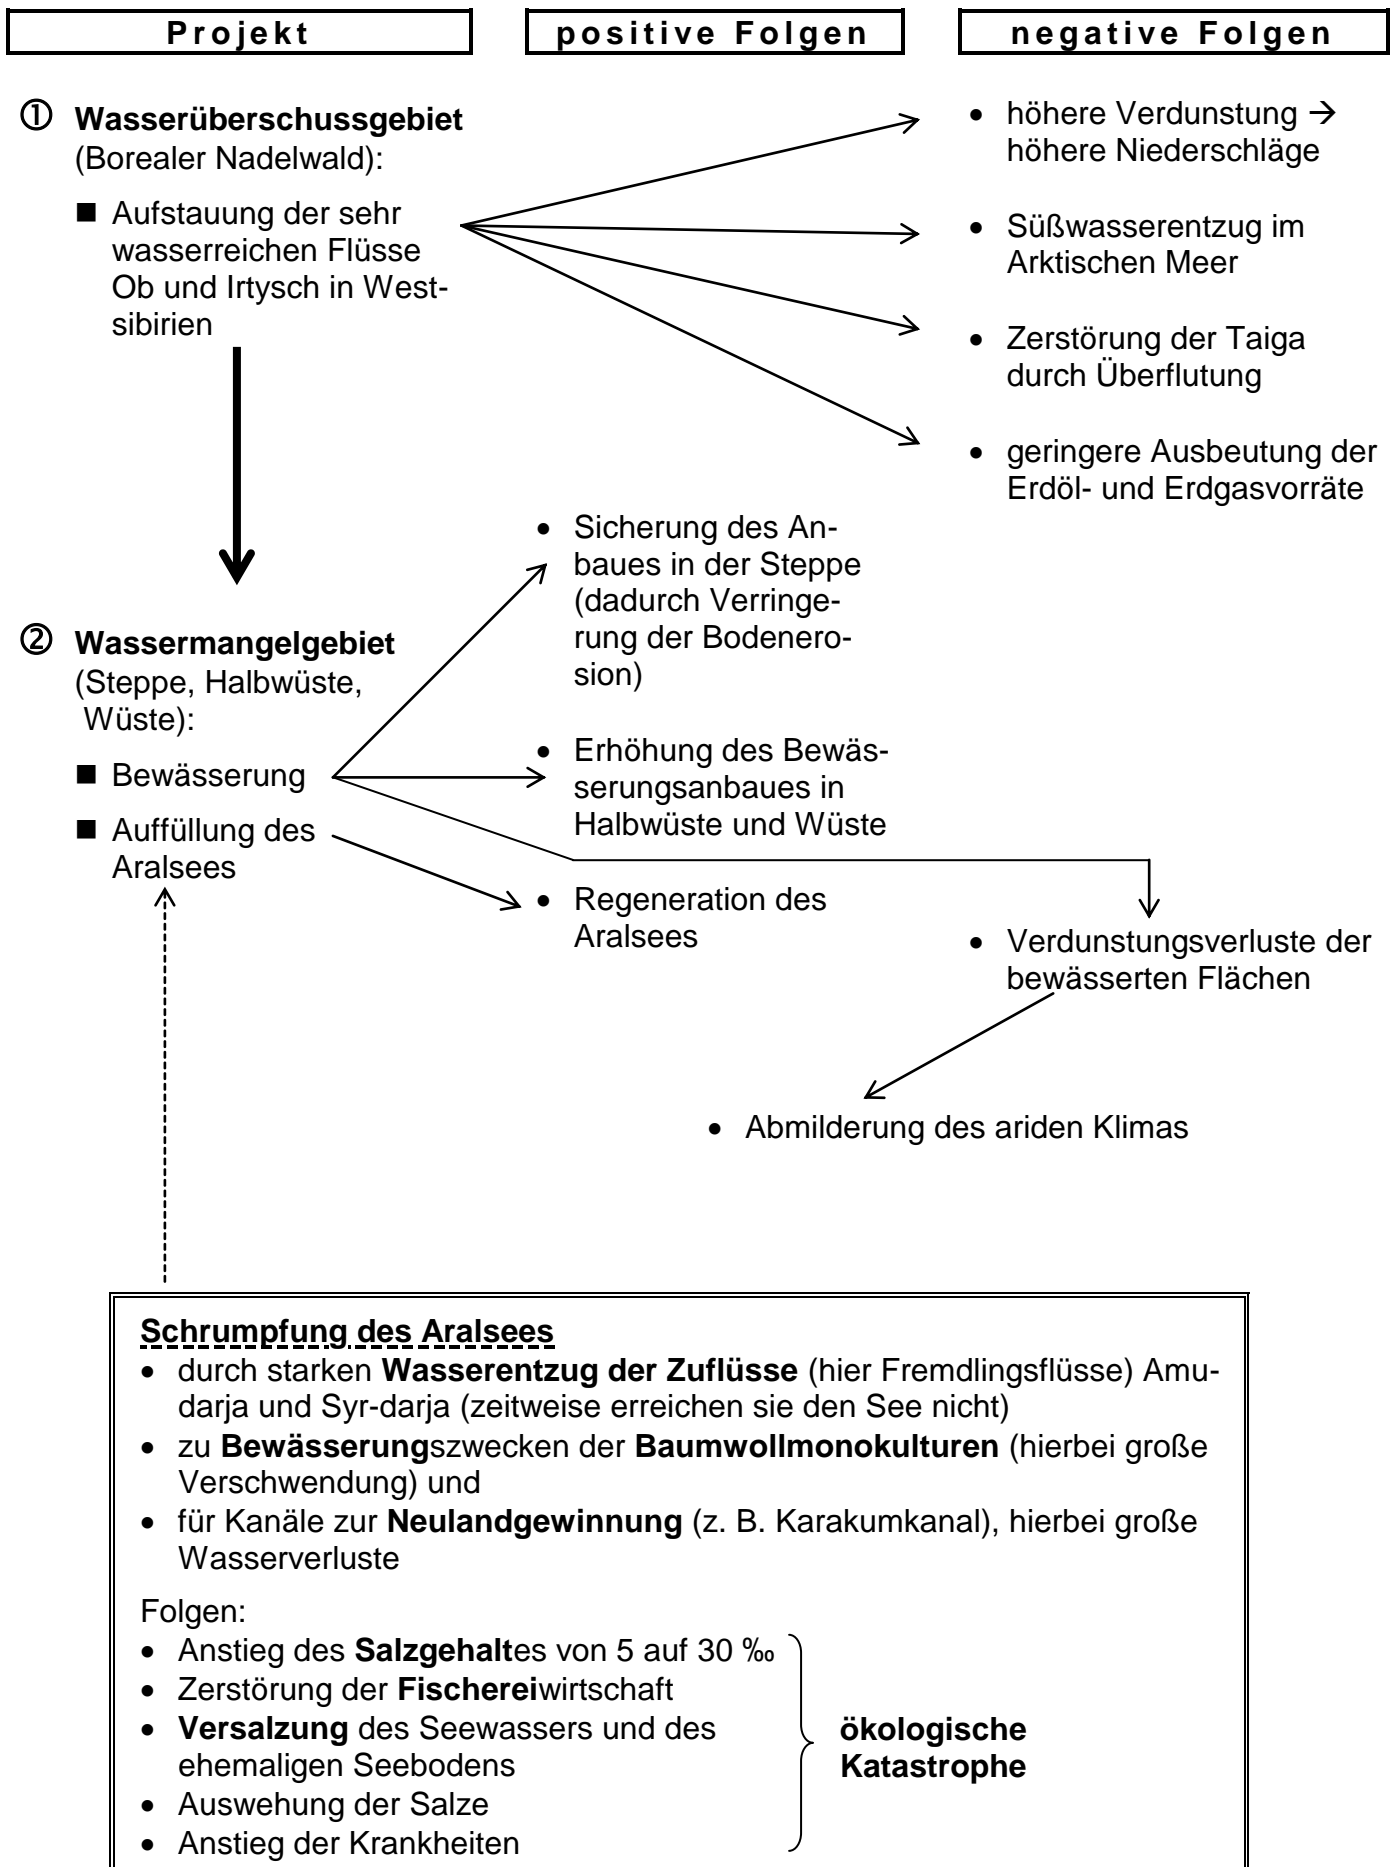 Projekt
positive Folgen
negative Folgen
① Wasserüberschussgebiet
(Borealer Nadelwald):
■ Aufstauung der sehr
wasserreichen Flüsse
Ob und Irtysch in West-
sibirien
• höhere Verdunstung →
höhere Niederschläge
• Süßwasserentzug im
Arktischen Meer
• Zerstörung der Taiga
durch Überflutung
• geringere Ausbeutung der
Erdöl- und Erdgasvorräte
② Wassermangelgebiet
(Steppe, Halbwüste,
Wüste):
■ Bewässerung
■ Auffüllung des
Aralsees
• Sicherung des An-
baues in der Steppe
(dadurch Verringe-
rung der Bodenero-
sion)
• Erhöhung des Bewäs-
serungsanbaues in
Halbwüste und Wüste
• Regeneration des
Aralsees
• Verdunstungsverluste der
bewässerten Flächen
• Abmilderung des ariden Klimas
Schrumpfung des Aralsees
• durch starken Wasserentzug der Zuflüsse (hier Fremdlingsflüsse) Amu-
darja und Syr-darja (zeitweise erreichen sie den See nicht)
• zu Bewässerungszwecken der Baumwollmonokulturen (hierbei große
Verschwendung) und
• für Kanäle zur Neulandgewinnung (z. B. Karakumkanal), hierbei große
Wasserverluste
Folgen:
• Anstieg des Salzgehaltes von 5 auf 30 ‰
• Zerstörung der Fischereiwirtschaft
• Versalzung des Seewassers und des
ehemaligen Seebodens
• Auswehung der Salze
• Anstieg der Krankheiten
ökologische
Katastrophe